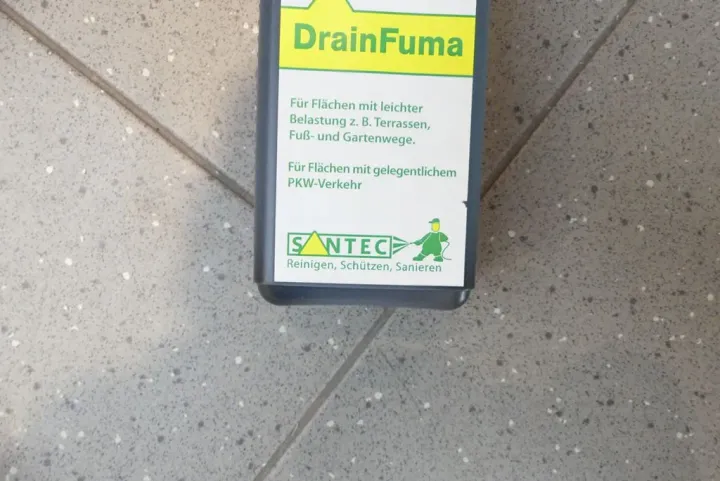 DrainFuma
Für Flächen mit leichter
Belastung z. B. Terrassen,
Fuß- und Gartenwege.
Für Flächen mit gelegentlichem
PKW-Verkehr
SANTEC
Reinigen, Schützen, Sanieren